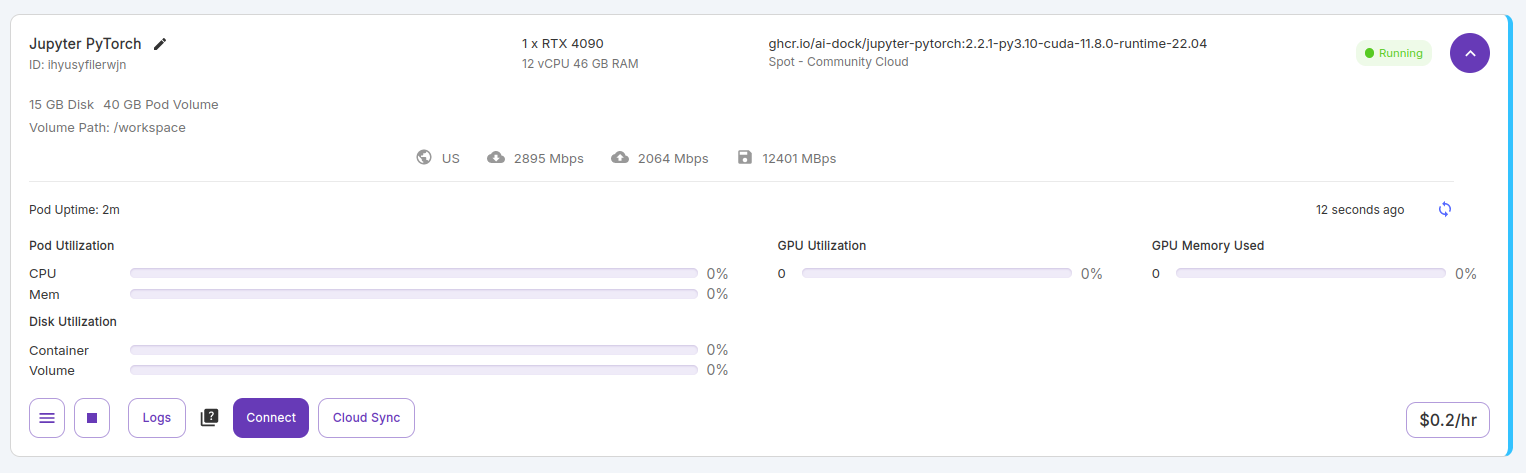 Jupyter PyTorch
ID: ihyusyfilerwjn
1 x RTX 4090
12 vCPU 46 GB RAM
ghcr.io/ai-dock/jupyter-pytorch:2.2.1-py3.10-cuda-11.8.0-runtime-22.04
Spot - Community Cloud
Running
15 GB Disk 40 GB Pod Volume
Volume Path: /workspace
US 2895 Mbps 2064 Mbps 12401 MBps
Pod Uptime: 2m
12 seconds ago
Pod Utilization
CPU 0%
Mem 0%
Disk Utilization
Container 0%
Volume 0%
GPU Utilization
0 0%
GPU Memory Used
0 0%
Logs ? Connect Cloud Sync
$0.2/hr